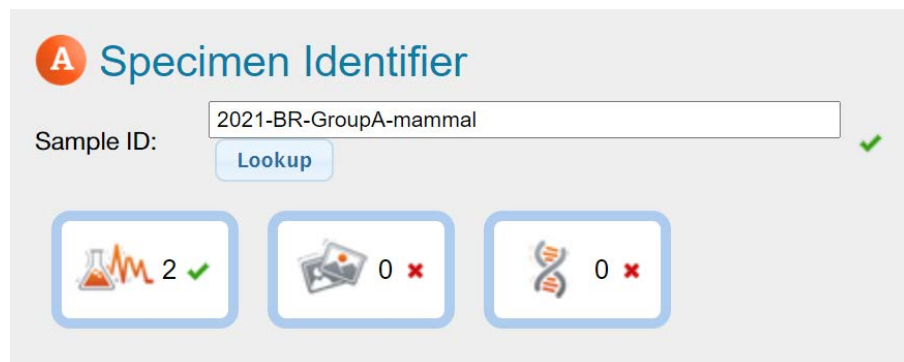 A Specimen Identifier
2021-BR-GroupA-mammal
Sample ID:
Lookup
2 0 0